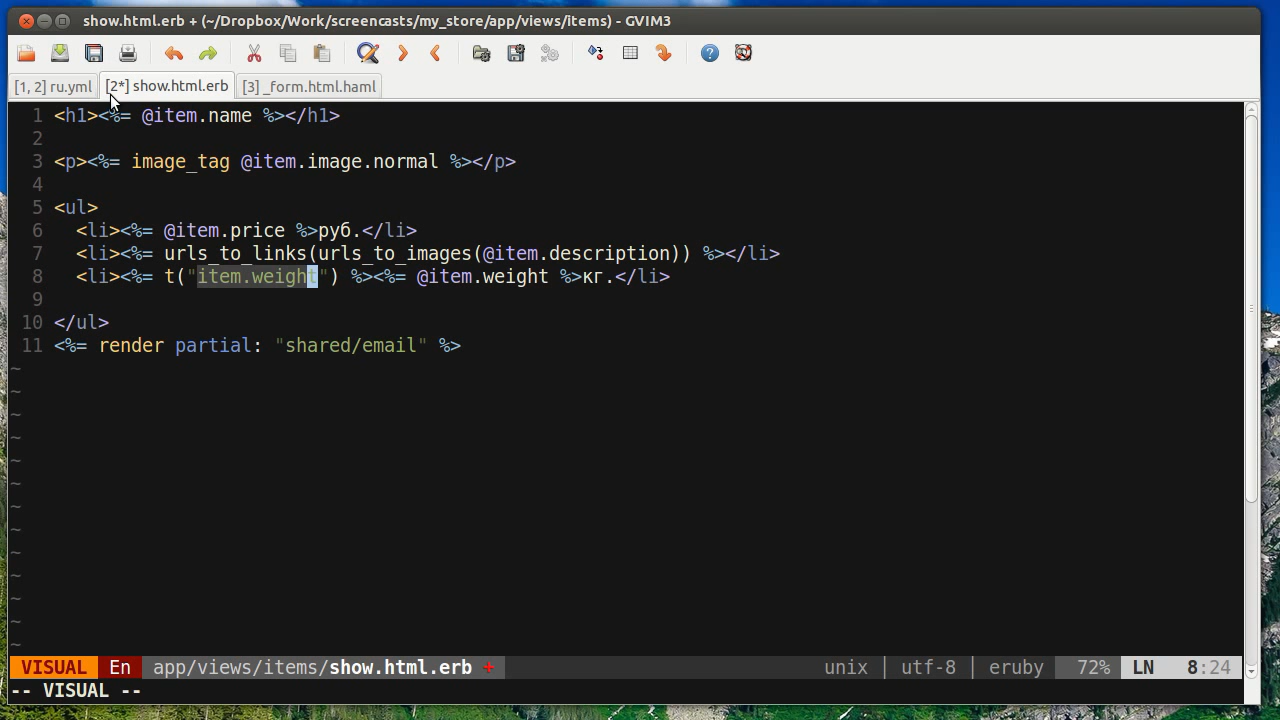 show.html.erb + (~/Dropbox/Work/screencasts/my_store/app/views/items) - GVIM3
[1, 2] ru.yml [2*] show.html.erb [3] _form.html.haml
1 <h1><%= @item.name %></h1>
2
3 <p><%= image_tag @item.image.normal %></p>
4
5 <ul>
6   <li><%= @item.price %>руб.</li>
7   <li><%= urls_to_links(urls_to_images(@item.description)) %></li>
8   <li><%= t("item.weight") %><%= @item.weight %>кг.</li>
9
10 </ul>
11 <%= render partial: "shared/email" %>
~
~
~
~
~
~
~
~
~
~
~
~
~
VISUAL En app/views/items/show.html.erb + unix | utf-8 | eruby 72% LN 8:24
-- VISUAL --